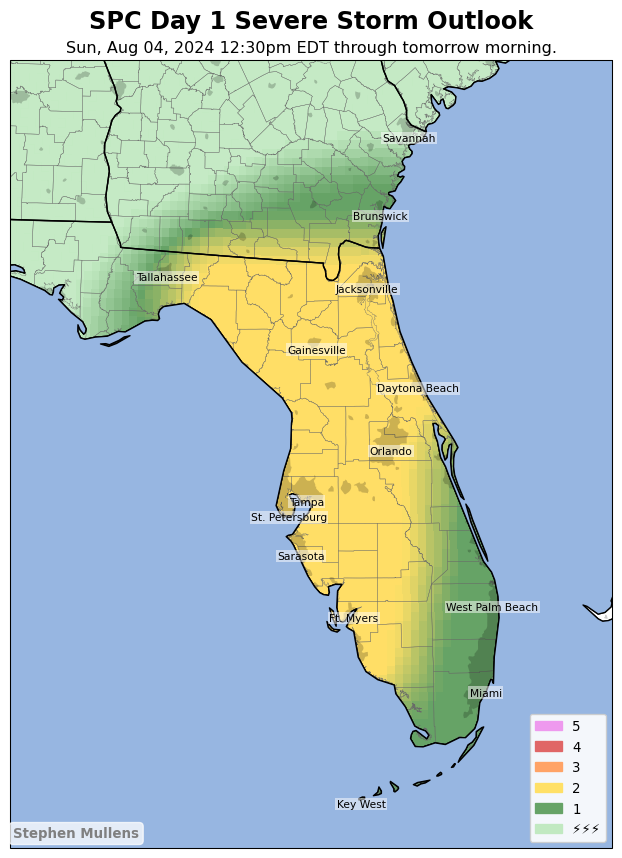 SPC Day 1 Severe Storm Outlook
Sun, Aug 04, 2024 12:30pm EDT through tomorrow morning.
Savannah
Brunswick
Tallahassee
Jacksonville
Gainesville
Daytona Beach
Orlando
Tampa
St. Petersburg
Sarasota
West Palm Beach
Ft. Myers
Miami
Key West
5
4
3
2
1
⚡⚡⚡
Stephen Mullens